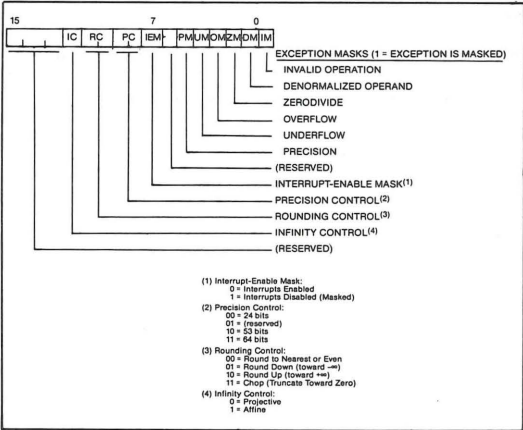 15 7 0
IC RC PC IEM PM UM OM ZM DM IM
EXCEPTION MASKS (1 = EXCEPTION IS MASKED)
INVALID OPERATION
DENORMALIZED OPERAND
ZERODIVIDE
OVERFLOW
UNDERFLOW
PRECISION
(RESERVED)
INTERRUPT-ENABLE MASK(1)
PRECISION CONTROL(2)
ROUNDING CONTROL(3)
INFINITY CONTROL(4)
(RESERVED)
(1) Interrupt-Enable Mask:
0 = Interrupts Enabled
1 = Interrupts Disabled (Masked)
(2) Precision Control:
00 = 24 bits
01 = (reserved)
10 = 53 bits
11 = 64 bits
(3) Rounding Control:
00 = Round to Nearest or Even
01 = Round Down (toward -∞)
10 = Round Up (toward +∞)
11 = Chop (Truncate Toward Zero)
(4) Infinity Control:
0 = Projective
1 = Affine